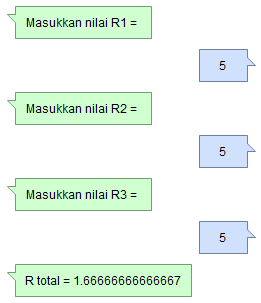 Masukkan nilai R1 =
5
Masukkan nilai R2 =
5
Masukkan nilai R3 =
5
R total = 1.66666666666667